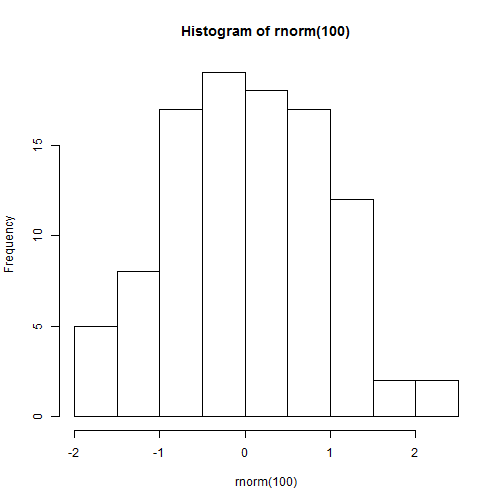 Histogram of rnorm(100)
Frequency
15
10
5
0
-2 -1 0 1 2
rnorm(100)